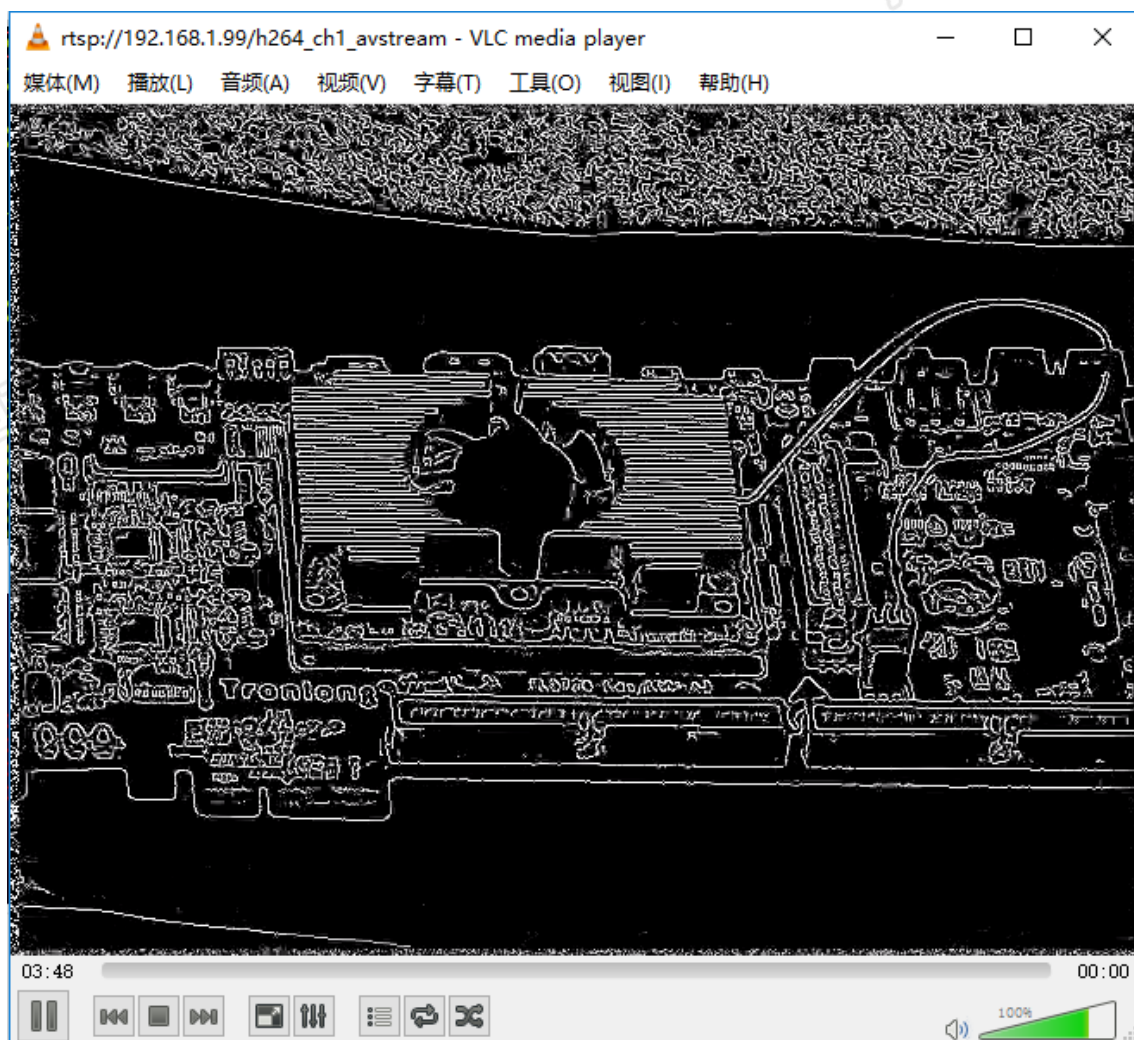 rtsp://192.168.1.99/h264_ch1_avstream - VLC media player
媒体(M) 播放(L) 音频(A) 视频(V) 字幕(T) 工具(O) 视图(I) 帮助(H)
Tronlong
03:48 00:00
100%